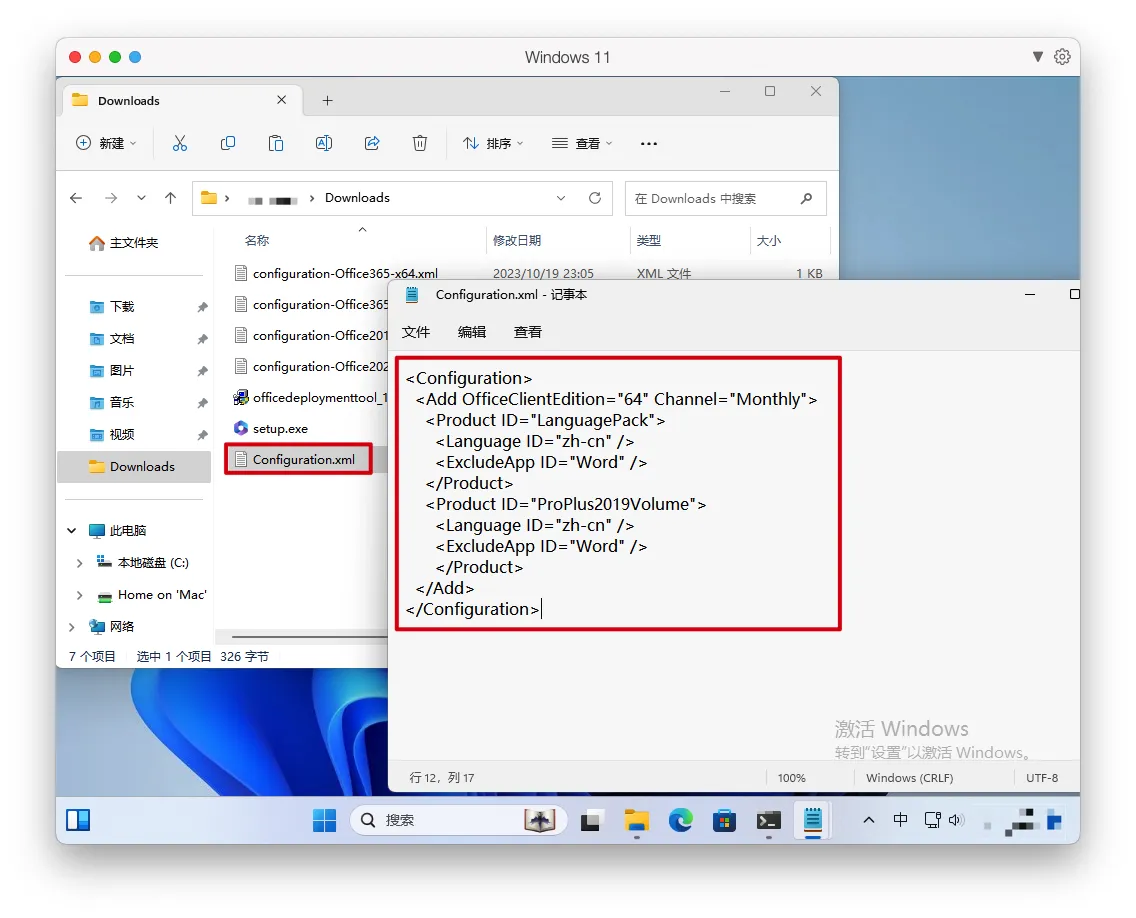 Windows 11
Downloads
新建
排序
查看
Downloads
在 Downloads 中搜索
名称
修改日期
类型
大小
主文件夹
下载
文档
图片
音乐
视频
Downloads
此电脑
本地磁盘 (C:)
Home on 'Mac'
网络
configuration-Office365-x64.xml
2023/10/19 23:05
XML 文件
1 KB
configuration-Office365
configuration-Office201
configuration-Office202
officedeploymenttool_1
setup.exe
Configuration.xml
7 个项目
选中 1 个项目
326 字节
Configuration.xml - 记事本
文件
编辑
查看
<Configuration>
<Add OfficeClientEdition="64" Channel="Monthly">
<Product ID="LanguagePack">
<Language ID="zh-cn" />
<ExcludeApp ID="Word" />
</Product>
<Product ID="ProPlus2019Volume">
<Language ID="zh-cn" />
<ExcludeApp ID="Word" />
</Product>
</Add>
</Configuration>
激活 Windows
转到"设置"以激活 Windows。
行 12，列 17
100%
Windows (CRLF)
UTF-8
搜索
中